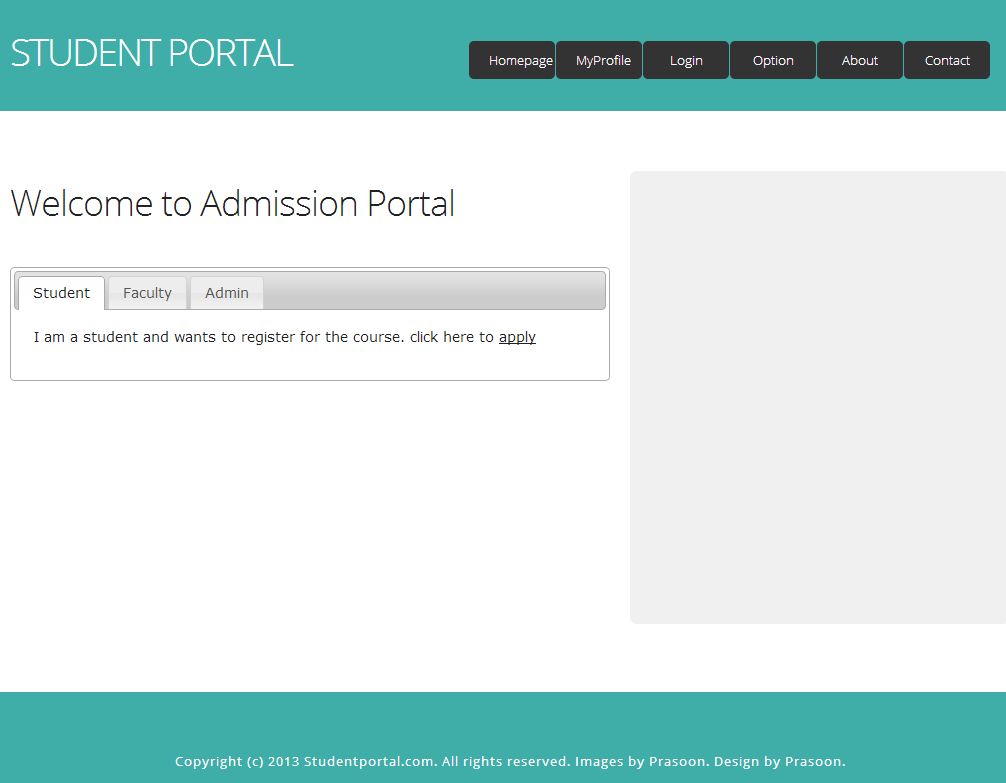 STUDENT PORTAL
Homepage MyProfile Login Option About Contact
Welcome to Admission Portal
Student Faculty Admin
I am a student and wants to register for the course. click here to apply
Copyright (c) 2013 Studentportal.com. All rights reserved. Images by Prasoon. Design by Prasoon.